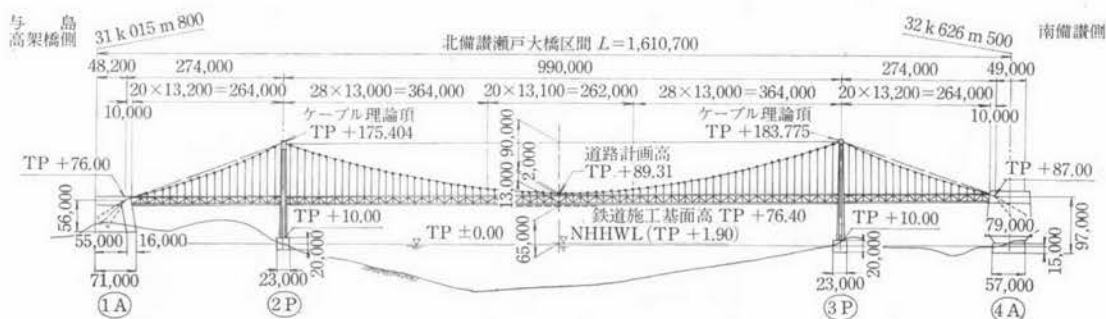 与島
高架橋側
31 k 015 m 800
32 k 626 m 500
南備讃側
北備讃瀬戸大橋区間 L=1,610,700
48,200
274,000
990,000
274,000
49,000
20×13,200=264,000
28×13,000=364,000
20×13,100=262,000
28×13,000=364,000
20×13,200=264,000
10,000
10,000
ケーブル理論頂
TP +175.404
ケーブル理論頂
TP +183.775
90,000
2,000
13,000
道路計画高
TP +89.31
TP +76.00
TP +87.00
56,000
鉄道施工基面高 TP +76.40
TP +10.00
TP +10.00
79,000
97,000
55,000
16,000
TP ±0.00
NHHWL (TP +1.90)
65,000
20,000
20,000
15,000
71,000
23,000
23,000
57,000
1 A
2 P
3 P
4 A